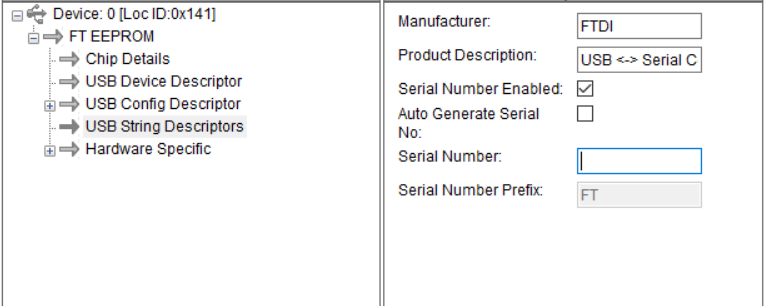 Device: 0 [Loc ID:0x141]
FT EEPROM
Chip Details
USB Device Descriptor
USB Config Descriptor
USB String Descriptors
Hardware Specific
Manufacturer:
FTDI
Product Description:
USB <-> Serial C
Serial Number Enabled:
Auto Generate Serial
No:
Serial Number:
Serial Number Prefix:
FT